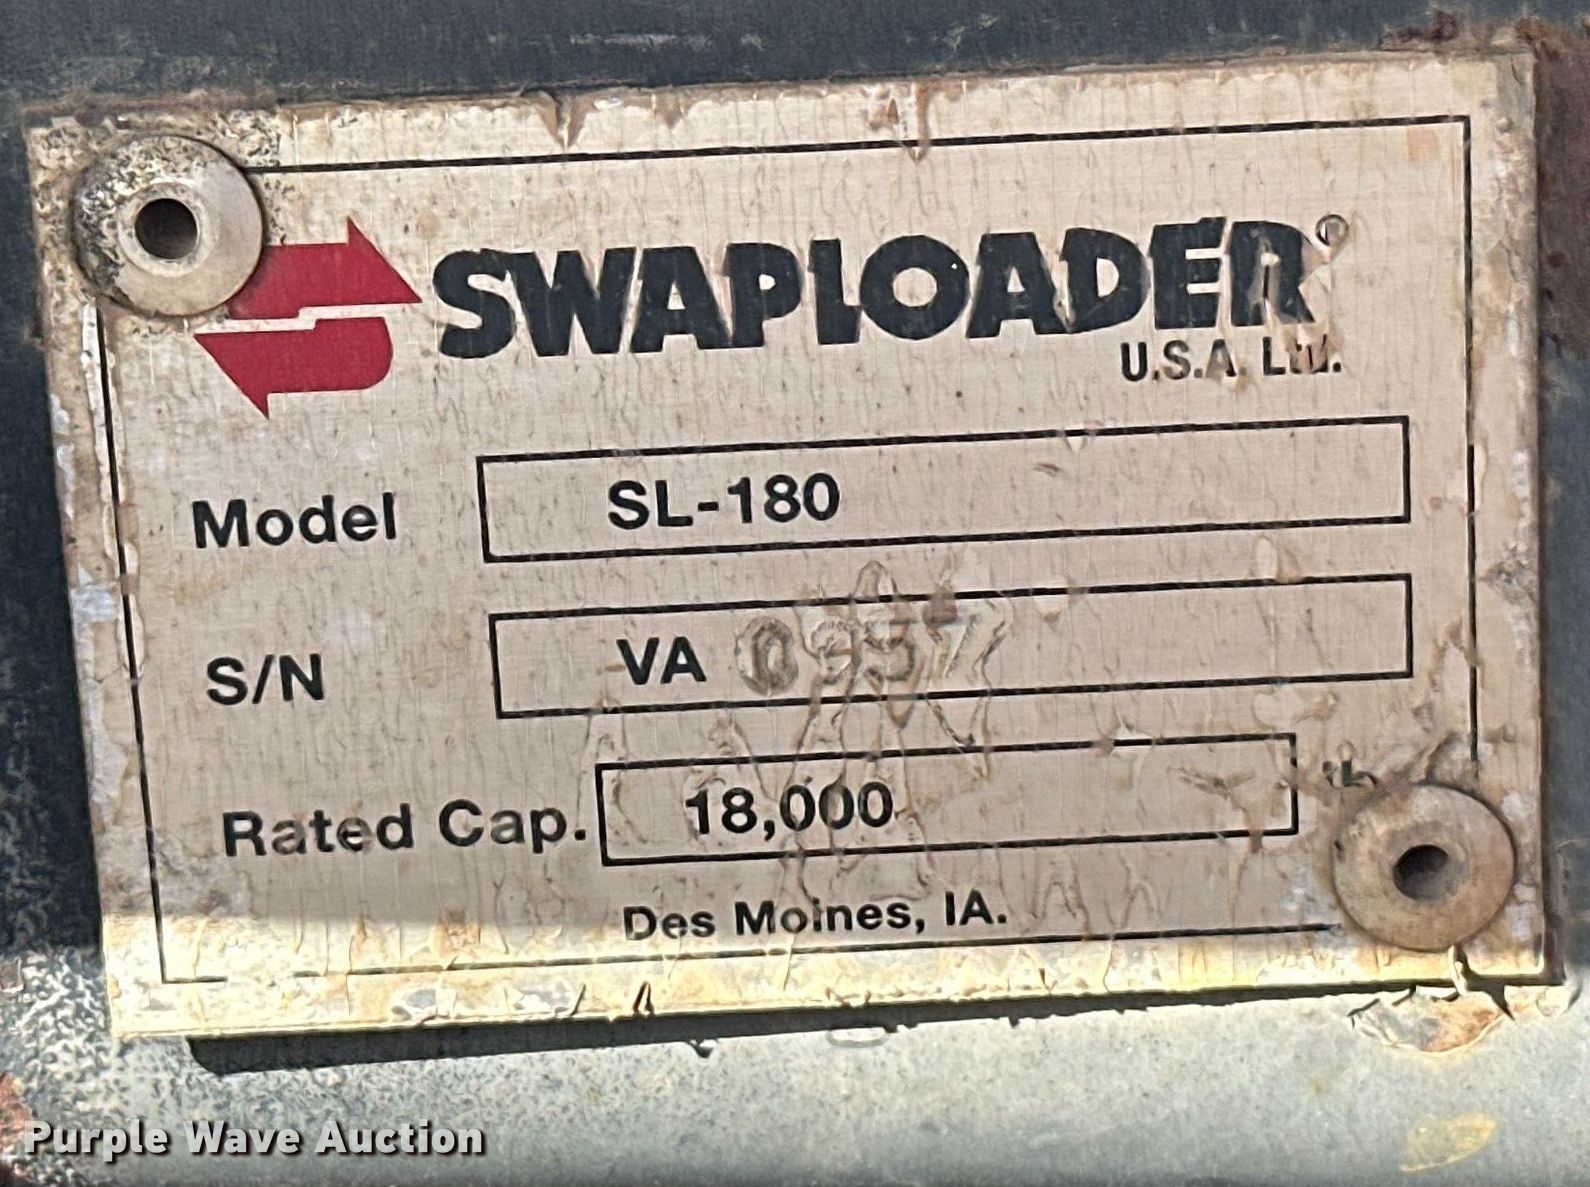 SWAPLOADER®
U.S.A. Ltd.
Model SL-180
S/N VA
Rated Cap. 18,000
Des Moines, IA.
Purple Wave Auction